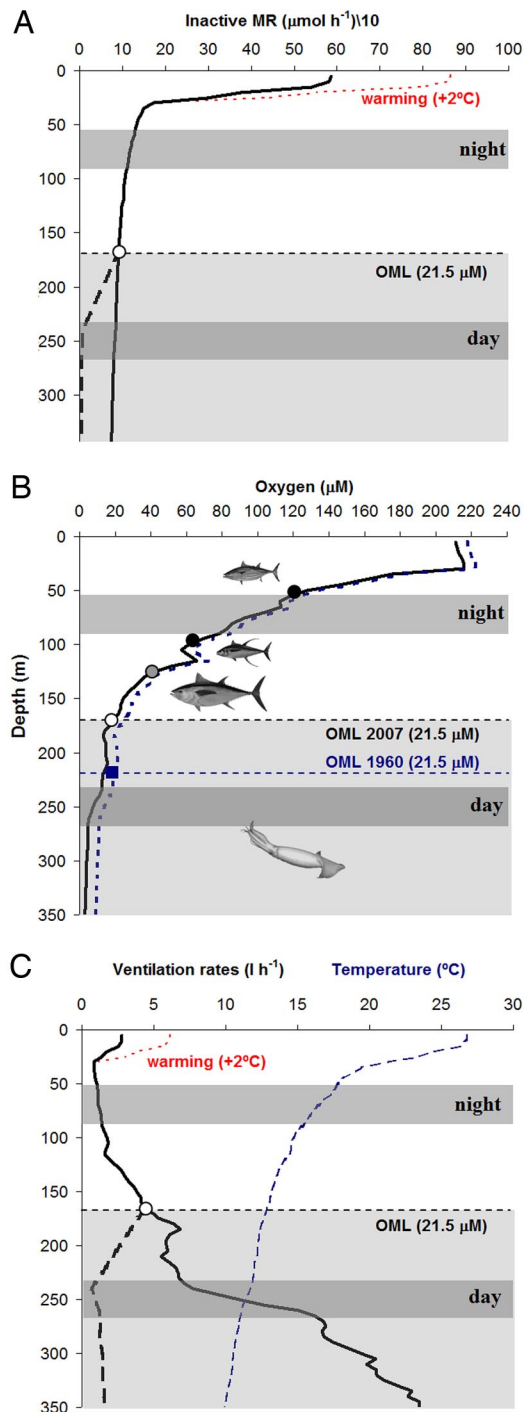 A
Inactive MR (μmol h⁻¹)\10
0 10 20 30 40 50 60 70 80 90 100
0
warming (+2ºC)
50
night
100
150
OML (21.5 μM)
200
250
day
300
B
Oxygen (μM)
0 20 40 60 80 100 120 140 160 180 200 220 240
0
50
night
100
150
Depth (m)
OML 2007 (21.5 μM)
200
OML 1960 (21.5 μM)
250
day
300
350
C
Ventilation rates (l h⁻¹) Temperature (ºC)
0 5 10 15 20 25 30
0
warming (+2ºC)
50
night
100
150
OML (21.5 μM)
200
250
day
300
350